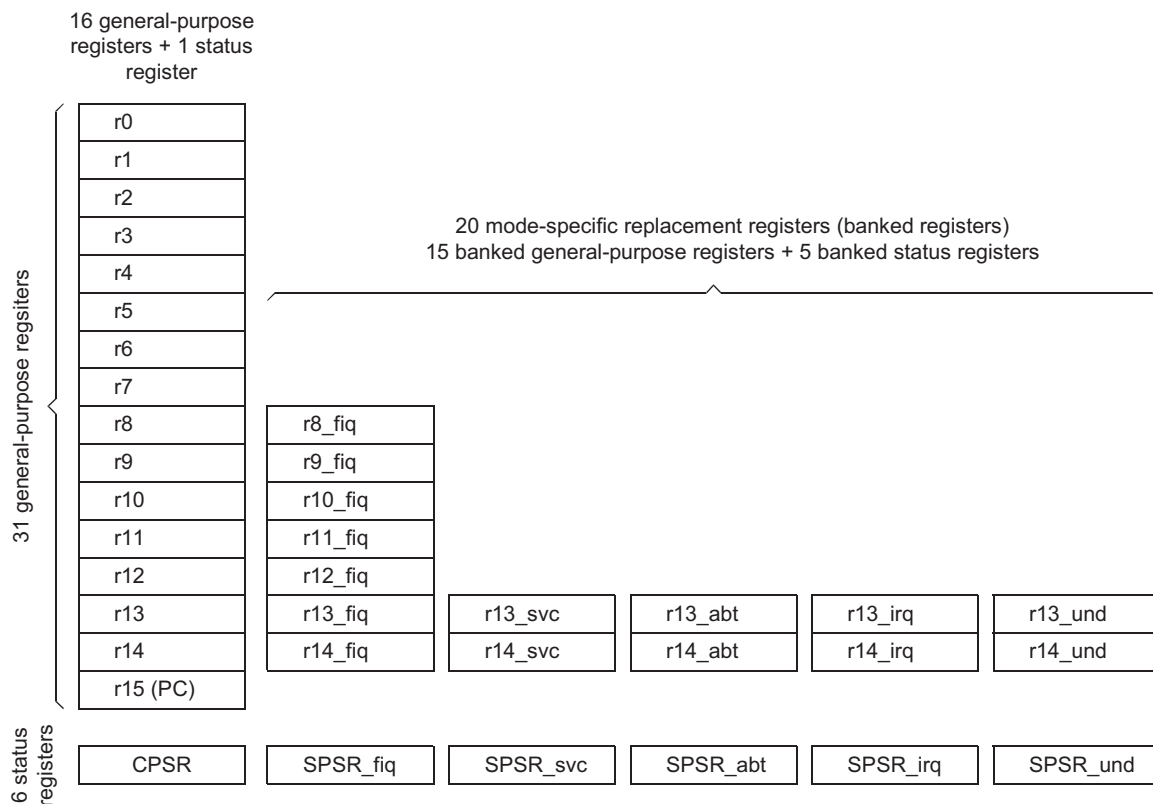 16 general-purpose
registers + 1 status
register
20 mode-specific replacement registers (banked registers)
15 banked general-purpose registers + 5 banked status registers
31 general-purpose regsiters
r0
r1
r2
r3
r4
r5
r6
r7
r8 r8_fiq
r9 r9_fiq
r10 r10_fiq
r11 r11_fiq
r12 r12_fiq
r13 r13_fiq r13_svc r13_abt r13_irq r13_und
r14 r14_fiq r14_svc r14_abt r14_irq r14_und
r15 (PC)
6 status
registers
CPSR SPSR_fiq SPSR_svc SPSR_abt SPSR_irq SPSR_und